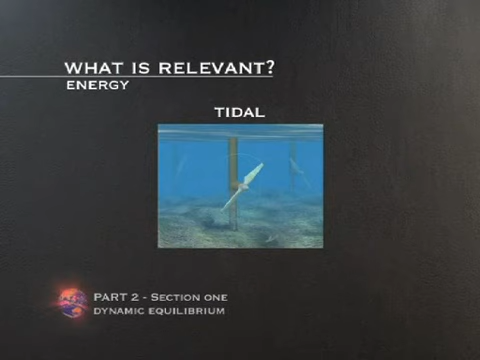 WHAT IS RELEVANT?
ENERGY
TIDAL
PART 2 - SECTION ONE
DYNAMIC EQUILIBRIUM